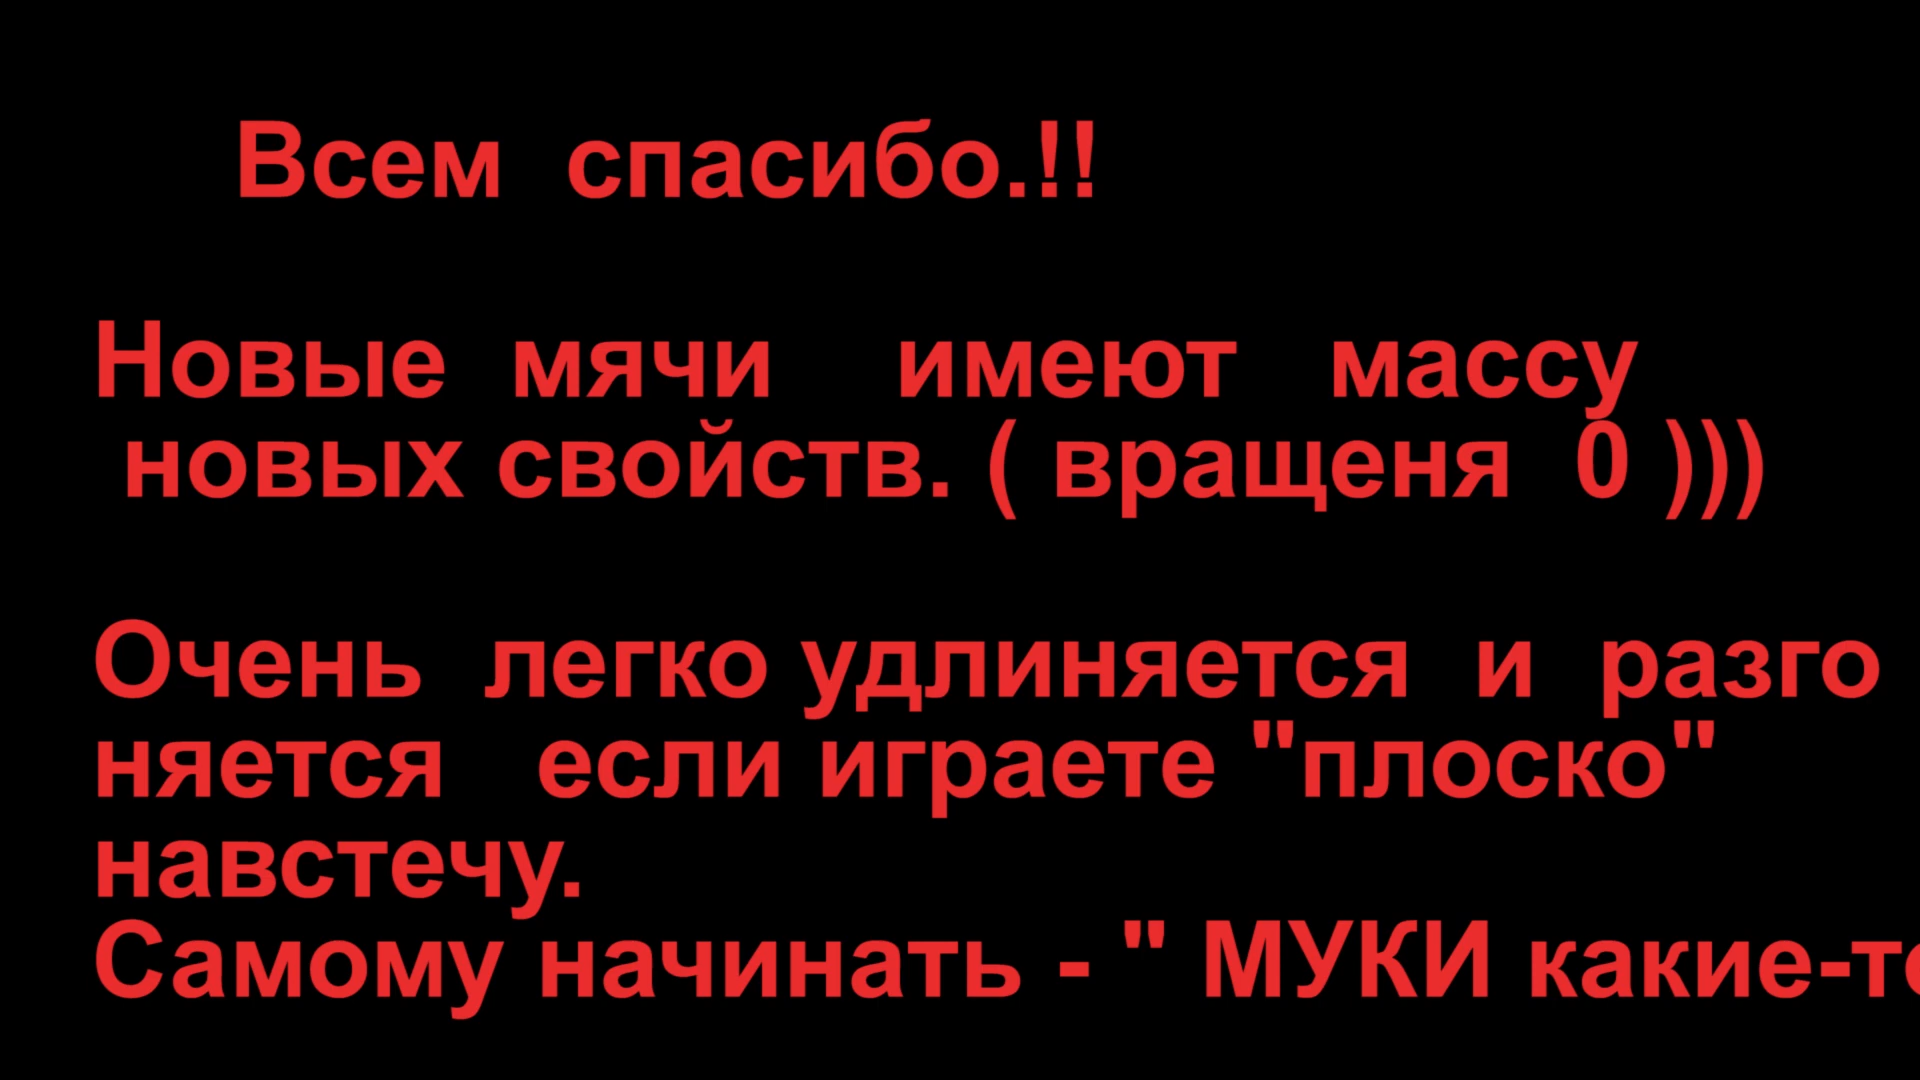 Всем спасибо.!!
Новые мячи имеют массу
новых свойств. ( вращеня 0 )))
Очень легко удлиняется и разго
няется если играете "плоско"
навстечу.
Самому начинать - " МУКИ какие-то